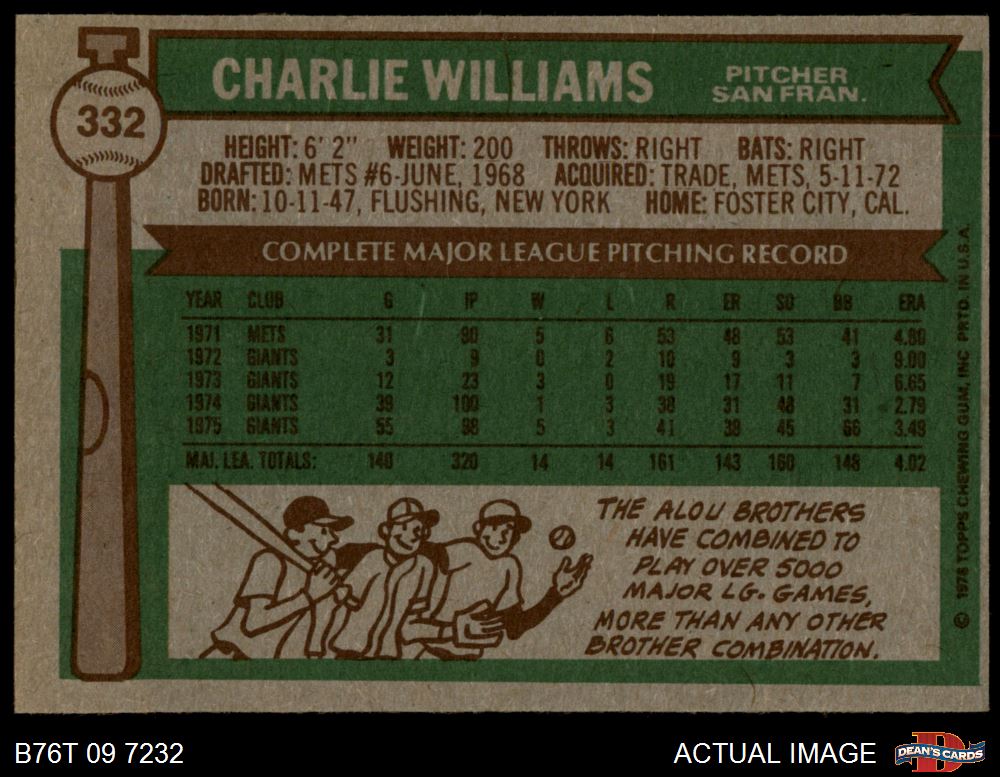 CHARLIE WILLIAMS
PITCHER
SAN FRAN.
332
HEIGHT: 6' 2" WEIGHT: 200 THROWS: RIGHT BATS: RIGHT
DRAFTED: METS #6-JUNE, 1968 ACQUIRED: TRADE, METS, 5-11-72
BORN: 10-11-47, FLUSHING, NEW YORK HOME: FOSTER CITY, CAL.
COMPLETE MAJOR LEAGUE PITCHING RECORD
YEAR CLUB G IP W L R ER SO BB ERA
1971 METS 31 90 5 6 53 48 53 41 4.80
1972 GIANTS 3 9 0 2 10 9 3 3 9.00
1973 GIANTS 12 23 3 0 19 17 11 7 6.65
1974 GIANTS 39 100 1 3 38 31 48 31 2.79
1975 GIANTS 55 98 5 3 41 38 45 66 3.49
MAJ. LEA. TOTALS: 140 320 14 14 161 143 160 148 4.02
THE ALOU BROTHERS
HAVE COMBINED TO
PLAY OVER 5000
MAJOR LG. GAMES,
MORE THAN ANY OTHER
BROTHER COMBINATION.
© 1976 TOPPS CHEWING GUM, INC PRTD. IN U.S.A.
B76T 09 7232
ACTUAL IMAGE
DEAN'S CARDS